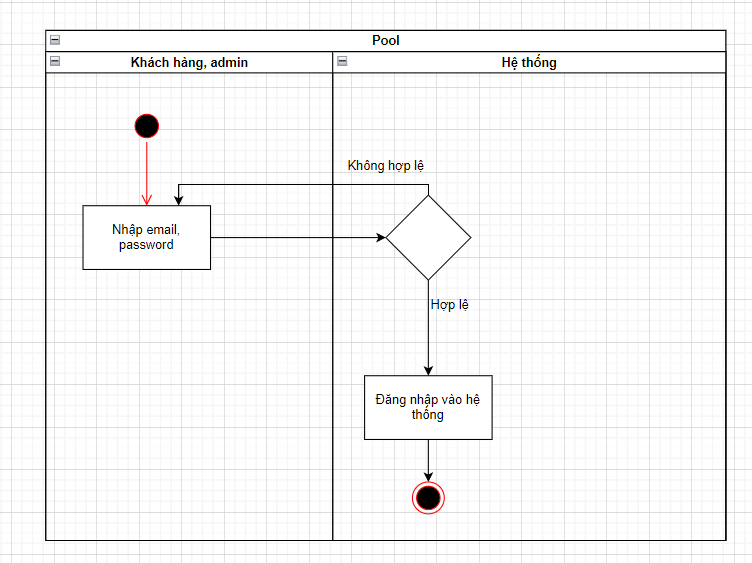 Pool
Khách hàng, admin
Hệ thống
Không hợp lệ
Nhập email,
password
Hợp lệ
Đăng nhập vào hệ
thống